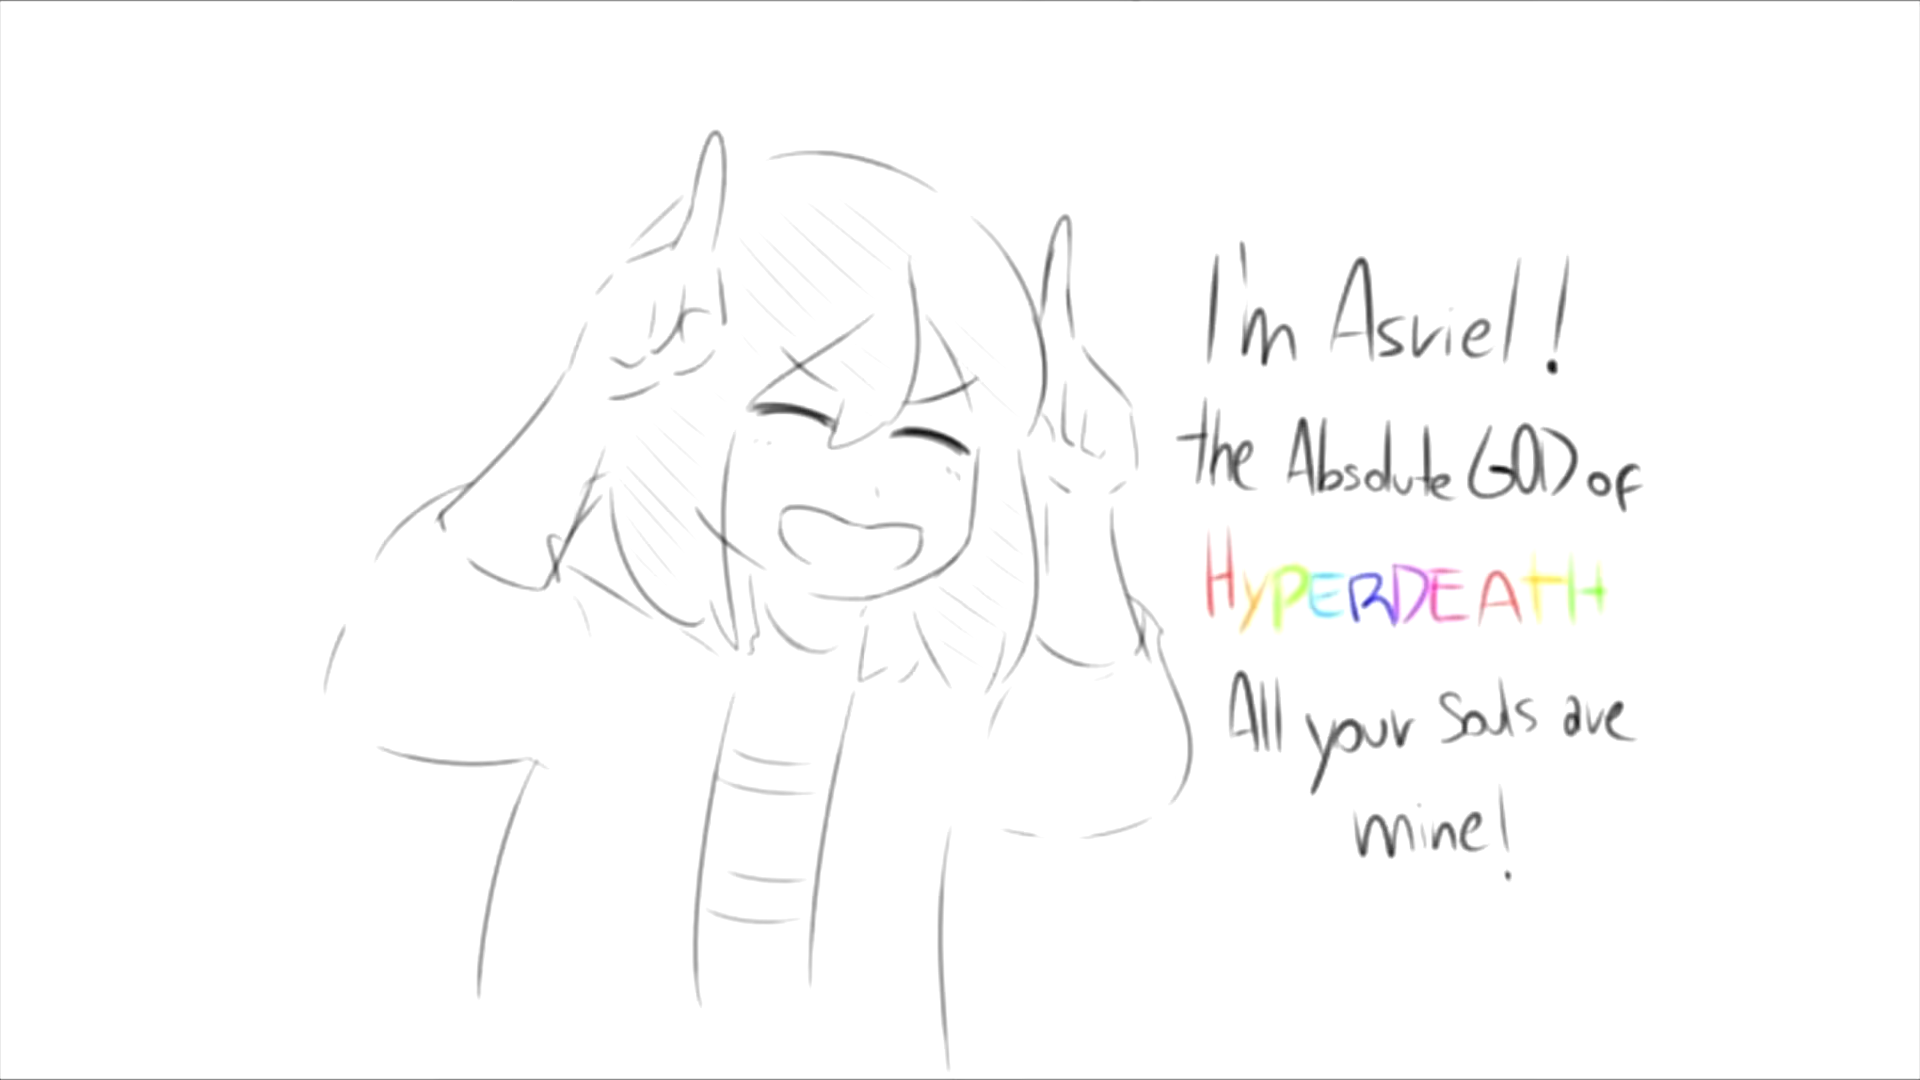 I'm Asriel!
the Absolute GOD of
HYPERDEATH
All your souls are
mine!